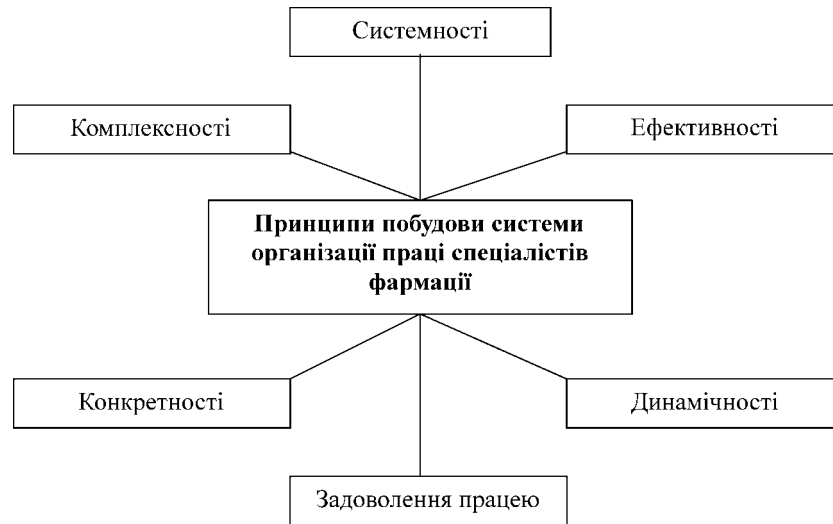 Системності
Комплексності
Ефективності
Принципи побудови системи
організації праці спеціалістів
фармації
Конкретності
Динамічності
Задоволення працею